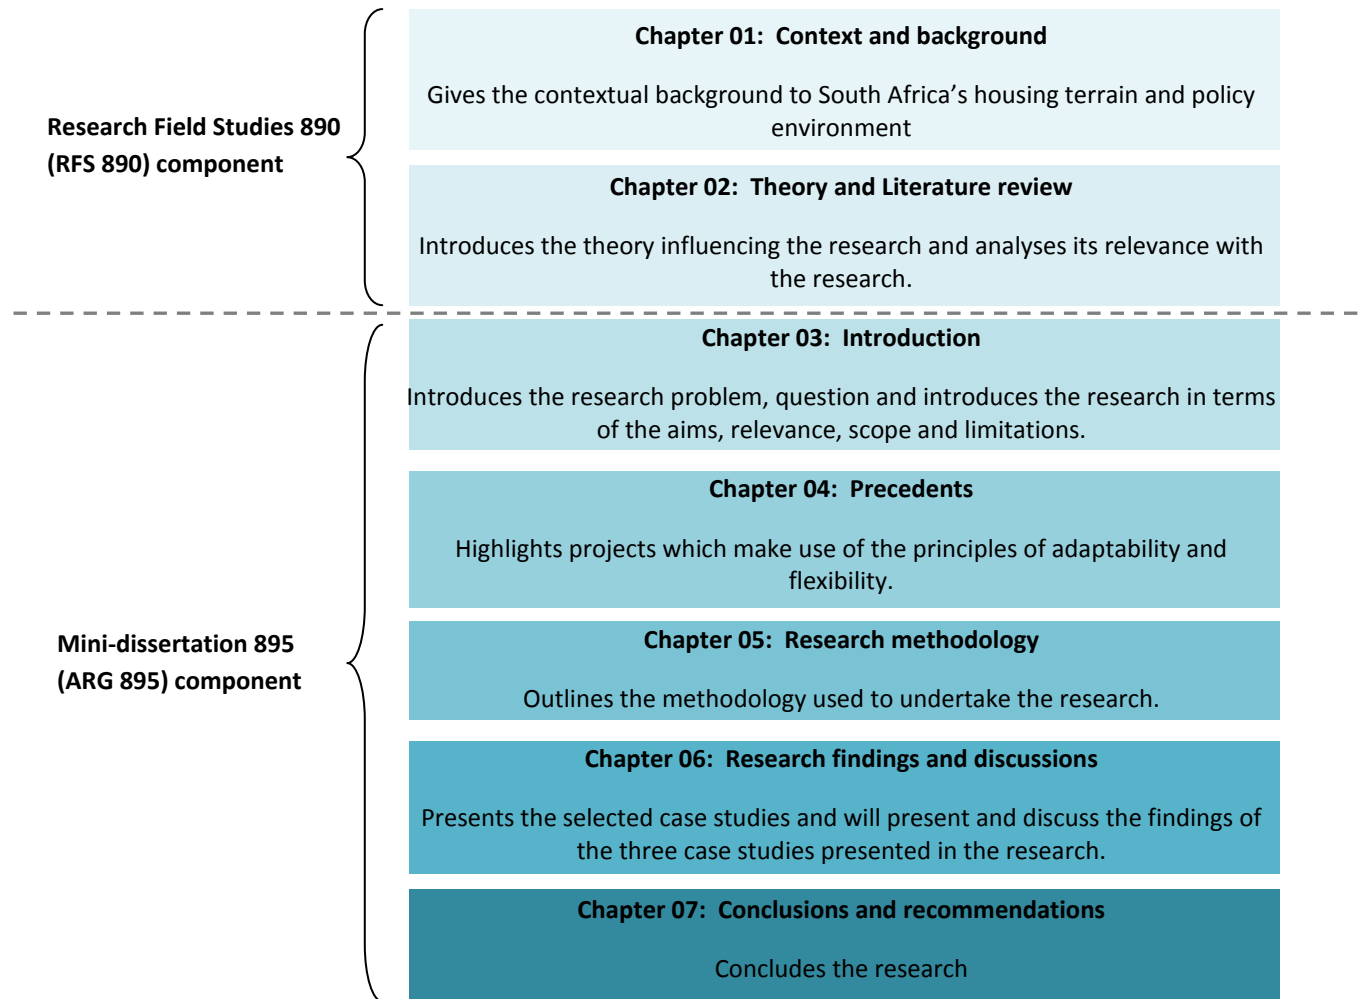 Chapter 01:  Context and background
Gives the contextual background to South Africa’s housing terrain and policy
environment
Research Field Studies 890
(RFS 890) component
Chapter 02:  Theory and Literature review
Introduces the theory influencing the research and analyses its relevance with
the research.
Chapter 03:  Introduction
Introduces the research problem, question and introduces the research in terms
of the aims, relevance, scope and limitations.
Chapter 04:  Precedents
Highlights projects which make use of the principles of adaptability and
flexibility.
Mini-dissertation 895
(ARG 895) component
Chapter 05:  Research methodology
Outlines the methodology used to undertake the research.
Chapter 06:  Research findings and discussions
Presents the selected case studies and will present and discuss the findings of
the three case studies presented in the research.
Chapter 07:  Conclusions and recommendations
Concludes the research